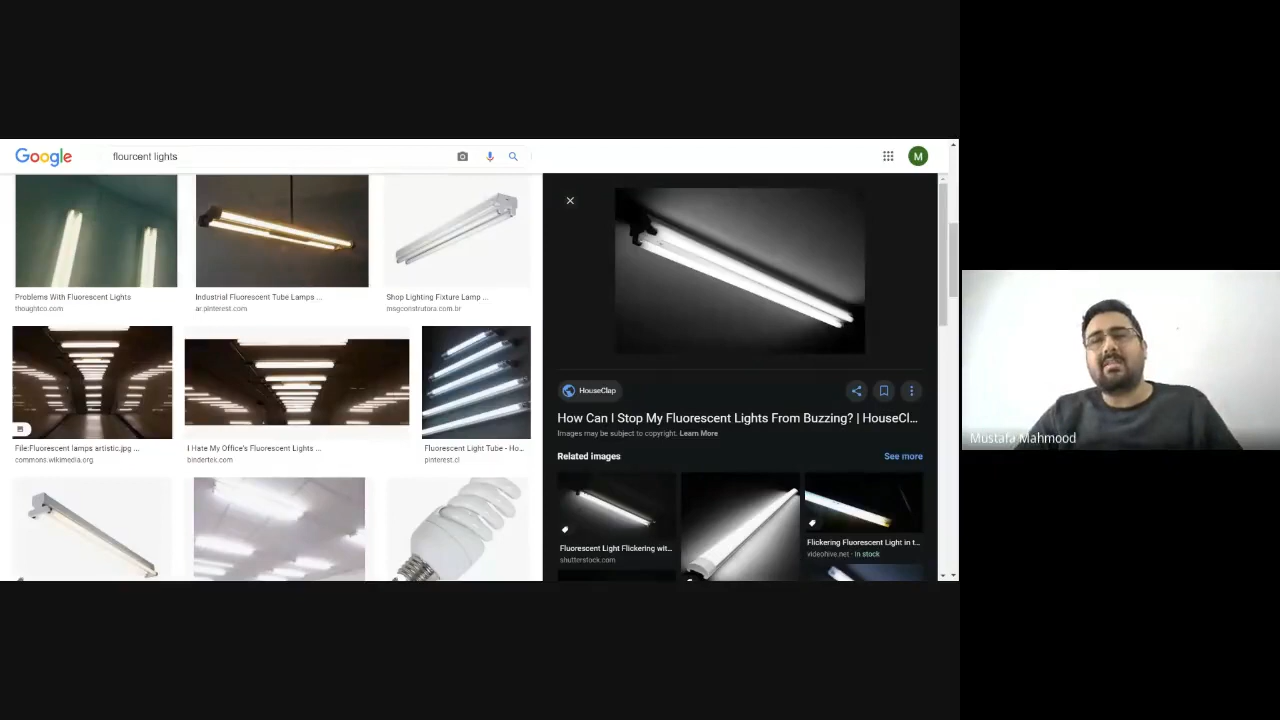 Google
flourcent lights
M
Problems With Fluorescent Lights
thoughtco.com
Industrial Fluorescent Tube Lamps ...
ar.pinterest.com
Shop Lighting Fixture Lamp ...
msgconstrutora.com.br
File:Fluorescent lamps artistic.jpg ...
commons.wikimedia.org
I Hate My Office's Fluorescent Lights ...
bindertek.com
Fluorescent Light Tube - Ho...
pinterest.cl
HouseClap
How Can I Stop My Fluorescent Lights From Buzzing? | HouseCl...
Images may be subject to copyright. Learn More
Related images
See more
Fluorescent Light Flickering wit...
shutterstock.com
Flickering Fluorescent Light in t...
videohive.net · In stock
Mustafa Mahmood